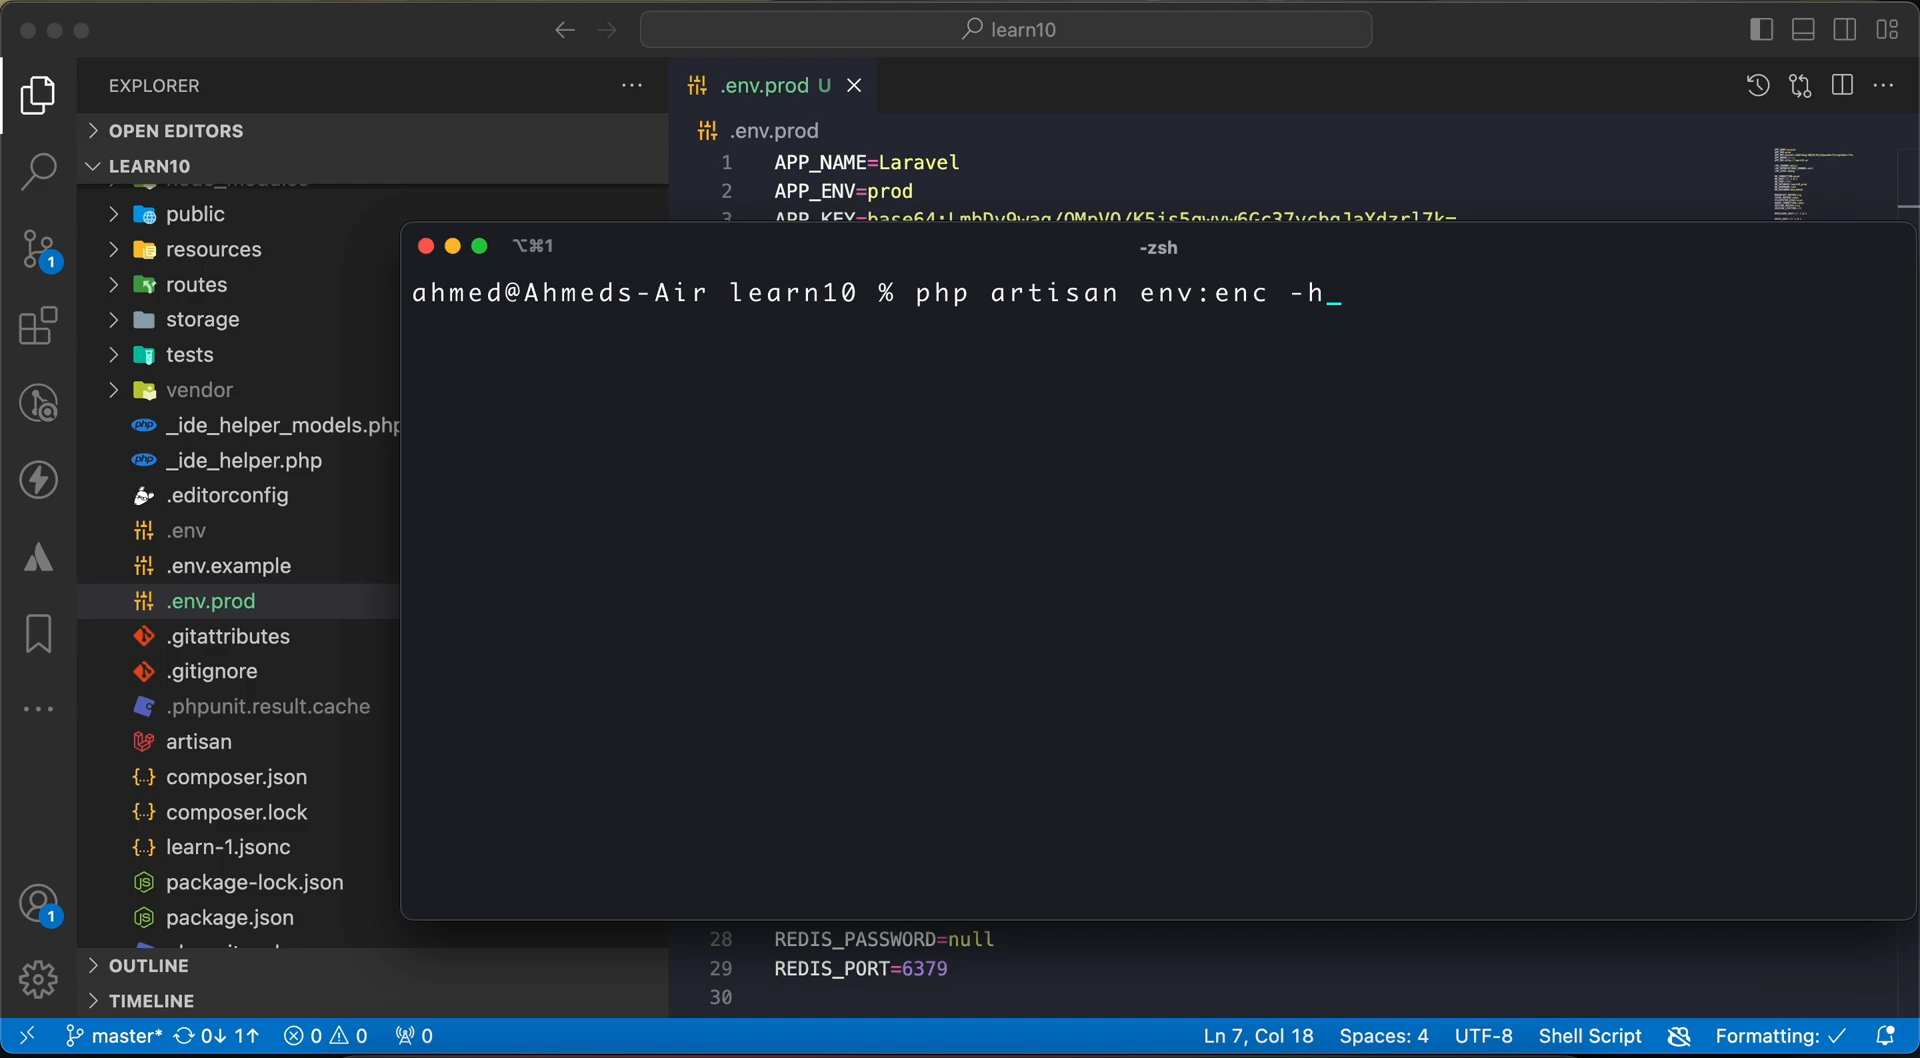 learn10
EXPLORER
.env.prod U
OPEN EDITORS
.env.prod
LEARN10
1 APP_NAME=Laravel
2 APP_ENV=prod
public
resources
routes
storage
tests
vendor
_ide_helper_models.php
_ide_helper.php
.editorconfig
.env
.env.example
.env.prod
.gitattributes
.gitignore
.phpunit.result.cache
artisan
composer.json
composer.lock
learn-1.jsonc
package-lock.json
package.json
OUTLINE
TIMELINE
⌥⌘1
-zsh
ahmed@Ahmeds-Air learn10 % php artisan env:enc -h_
28 REDIS_PASSWORD=null
29 REDIS_PORT=6379
30
1
1
master* 0↓ 1↑ 0 0 0
Ln 7, Col 18 Spaces: 4 UTF-8 Shell Script Formatting: ✓